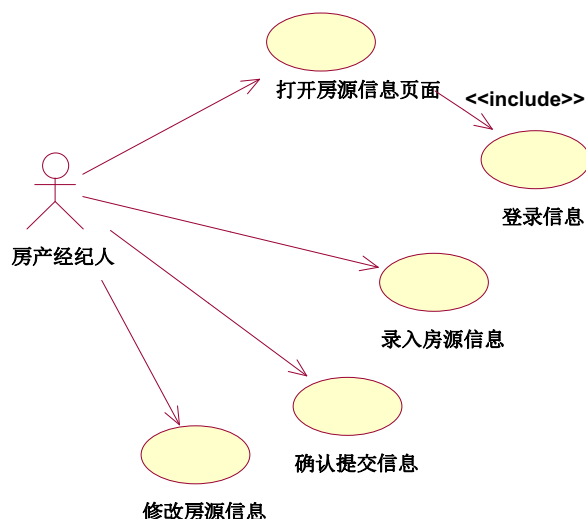 打开房源信息页面
<<include>>
登录信息
房产经纪人
录入房源信息
确认提交信息
修改房源信息